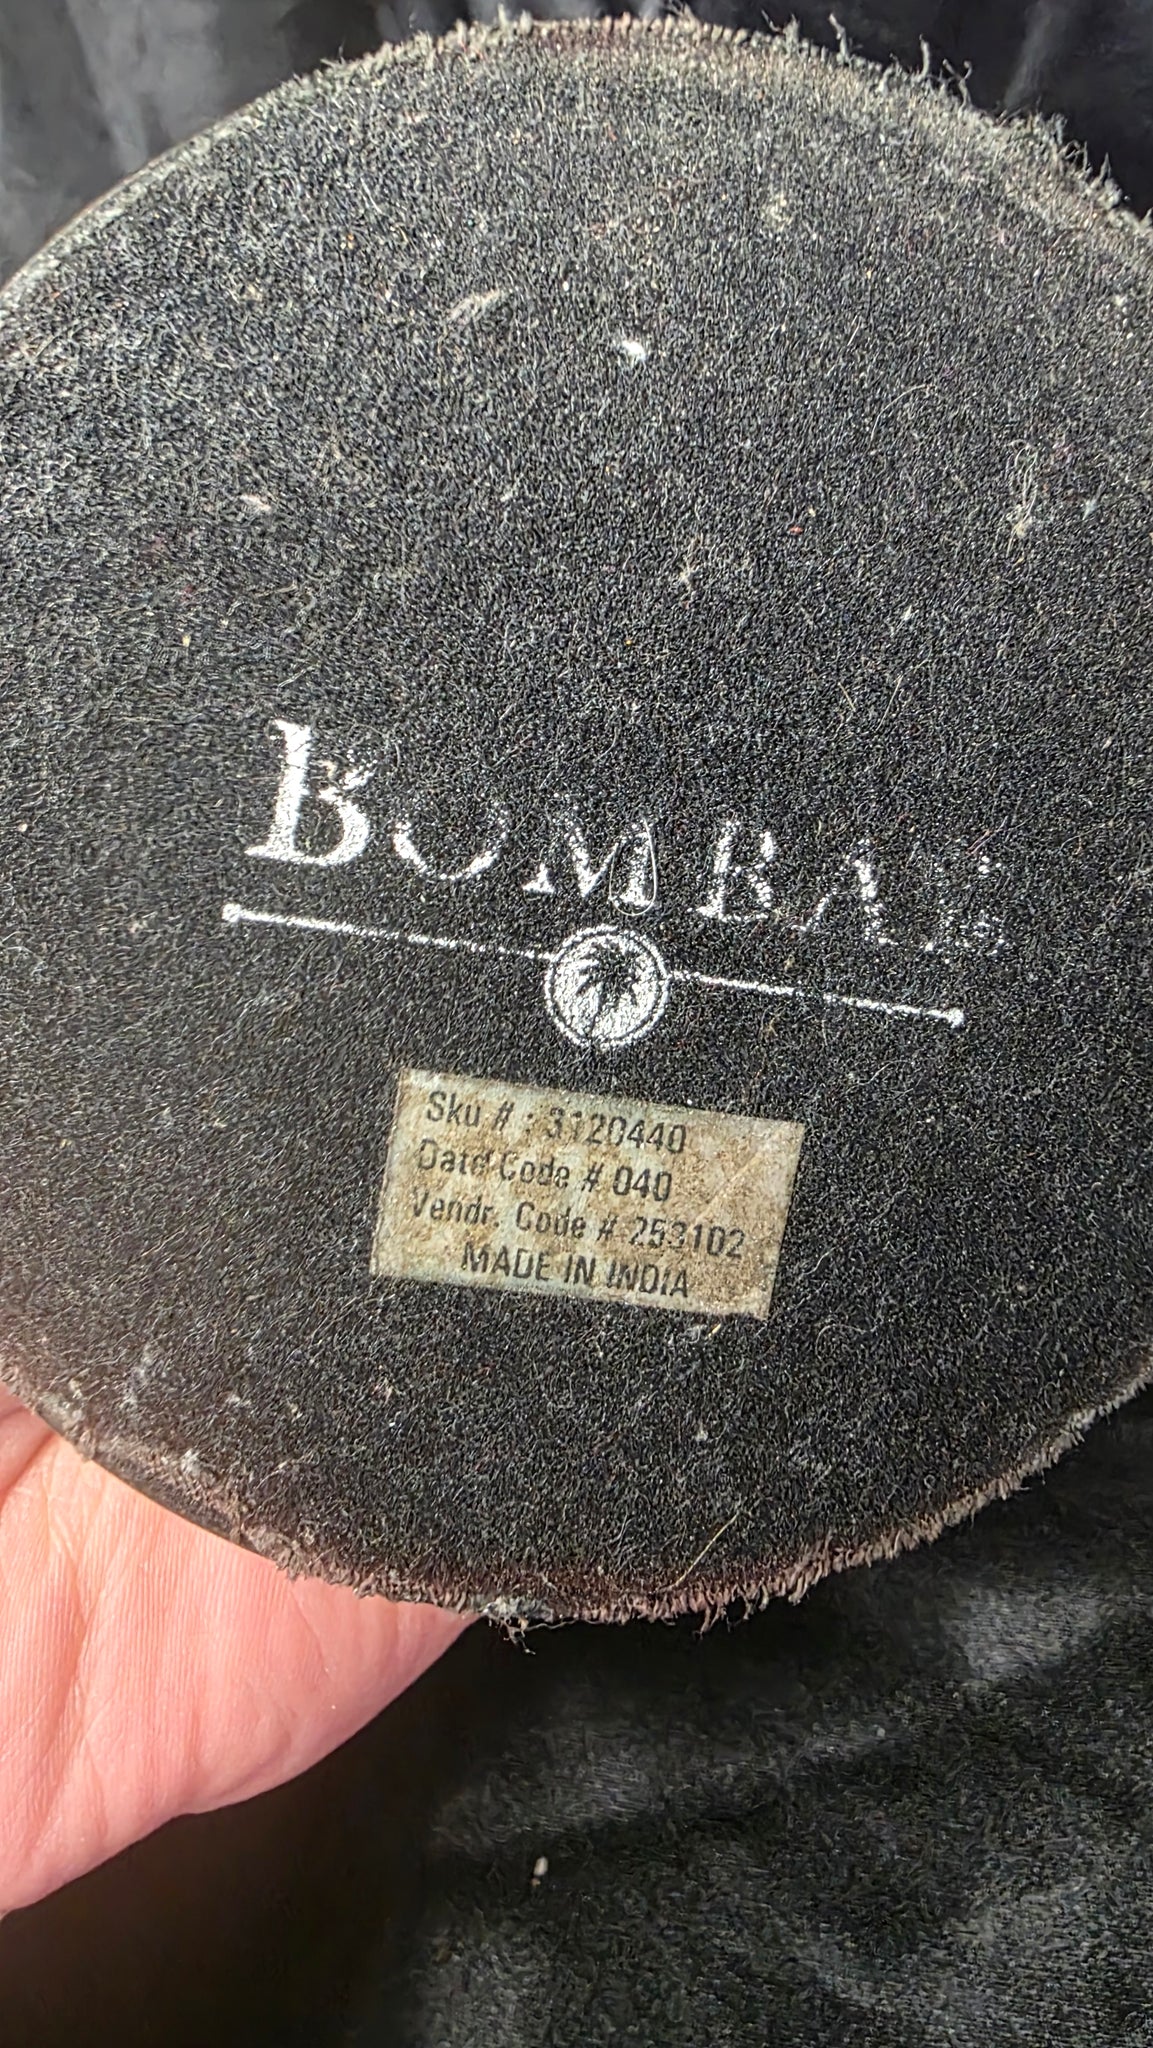 BOMBAY
Sku # : 3120440
Date Code # 040
Vendr. Code # 253102
MADE IN INDIA